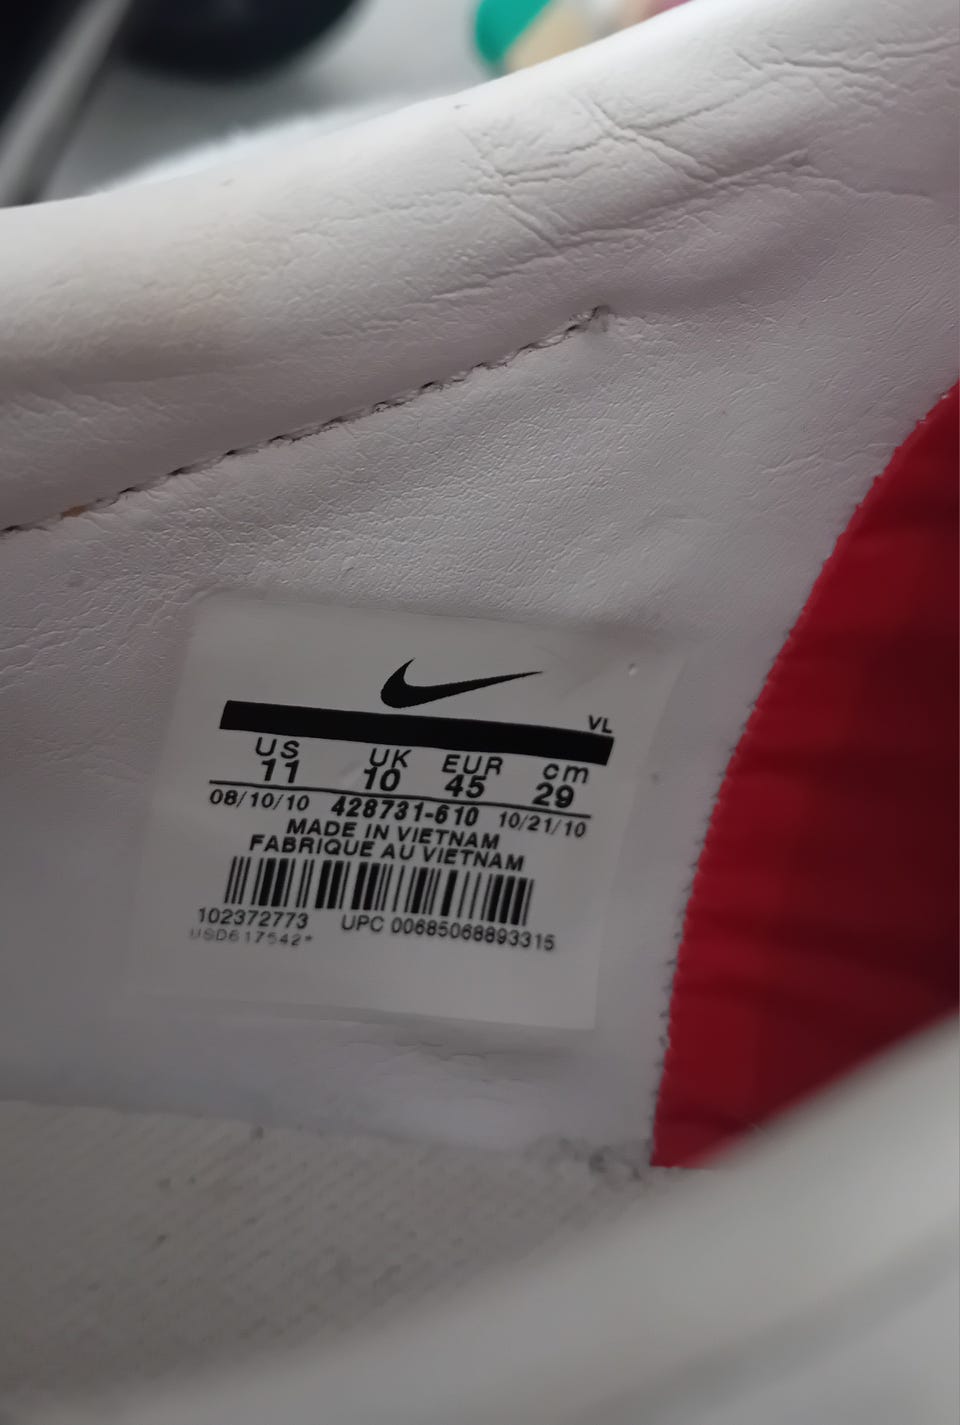 VL
US UK EUR cm
11 10 45 29
08/10/10 428731-610 10/21/10
MADE IN VIETNAM
FABRIQUE AU VIETNAM
102372773 UPC 00685068893315
USD617542*